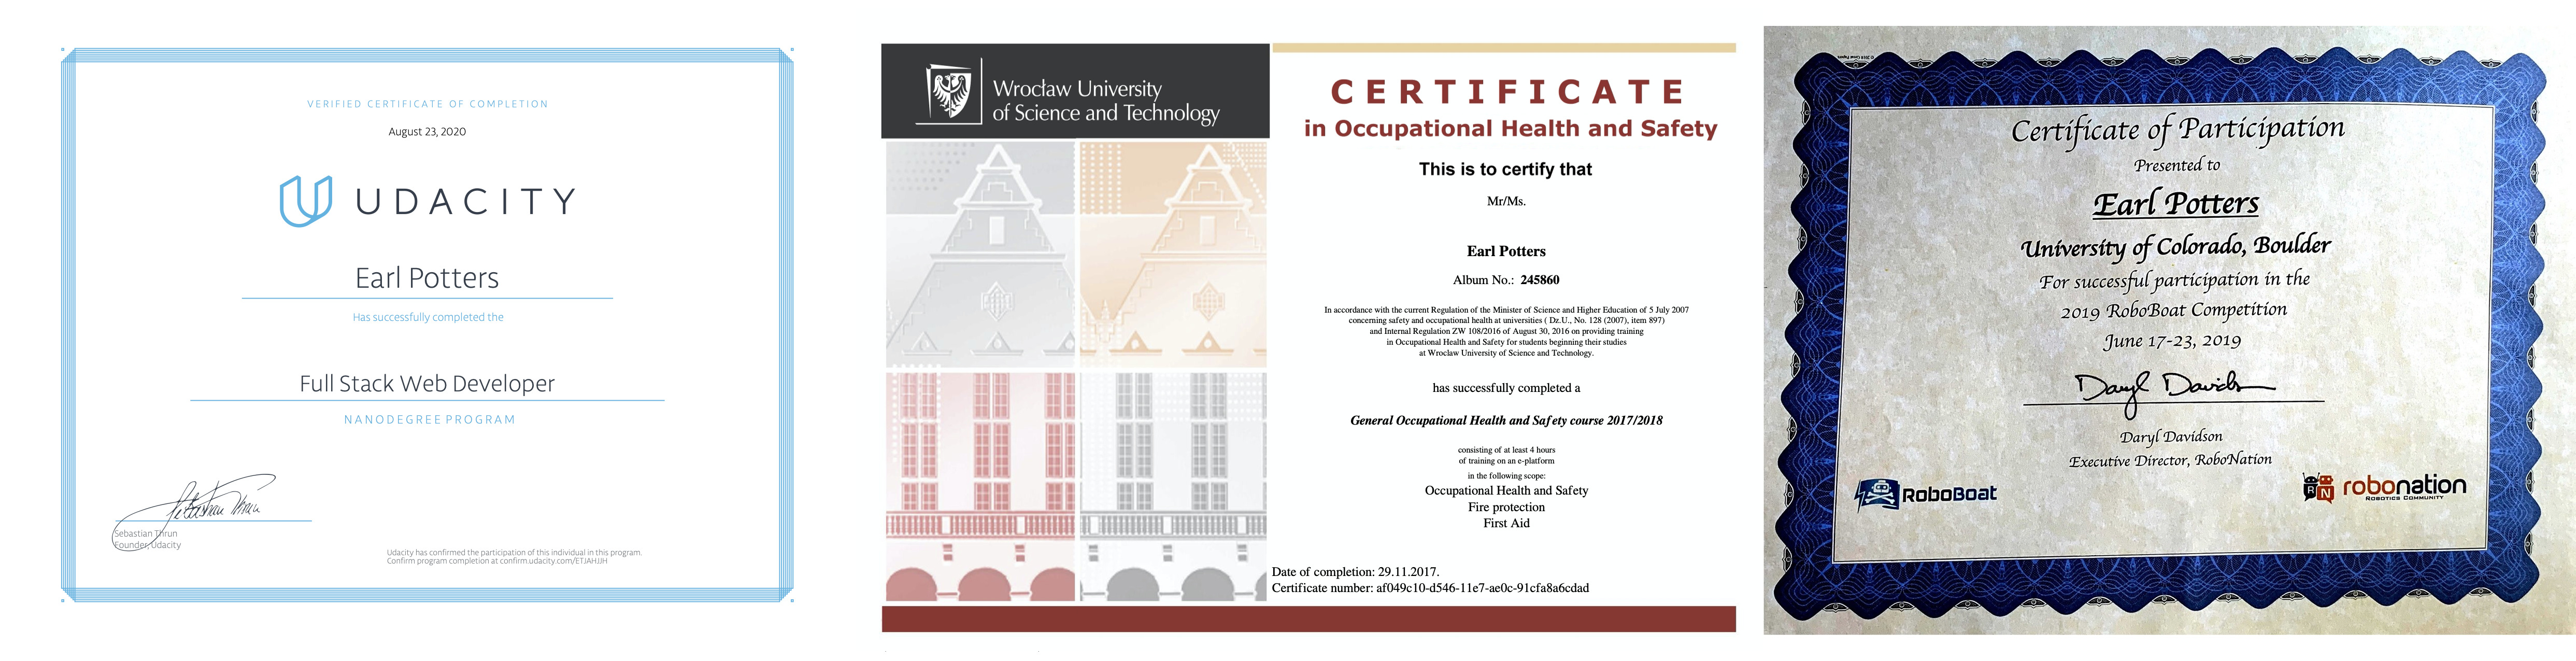 VERIFIED CERTIFICATE OF COMPLETION
August 23, 2020
UDACITY
Earl Potters
Has successfully completed the
Full Stack Web Developer
NANODEGREE PROGRAM
Sebastian Thrun
Founder, Udacity
Udacity has confirmed the participation of this individual in this program.
Confirm program completion at confirm.udacity.com/ETJAHJJH
Wrocław University
of Science and Technology
CERTIFICATE
in Occupational Health and Safety
This is to certify that
Mr/Ms.
Earl Potters
Album No.: 245860
In accordance with the current Regulation of the Minister of Science and Higher Education of 5 July 2007
concerning safety and occupational health at universities ( Dz.U., No. 128 (2007), item 897)
and Internal Regulation ZW 108/2016 of August 30, 2016 on providing training
in Occupational Health and Safety for students beginning their studies
at Wroclaw University of Science and Technology.
has successfully completed a
General Occupational Health and Safety course 2017/2018
consisting of at least 4 hours
of training on an e-platform
in the following scope:
Occupational Health and Safety
Fire protection
First Aid
Date of completion: 29.11.2017.
Certificate number: af049c10-d546-11e7-ae0c-91cfa8a6cdad
Certificate of Participation
Presented to
Earl Potters
University of Colorado, Boulder
For successful participation in the
2019 RoboBoat Competition
June 17-23, 2019
Daryl Davidson
Daryl Davidson
Executive Director, RoboNation
RoboBoat
RN robonation
ROBOTICS COMMUNITY